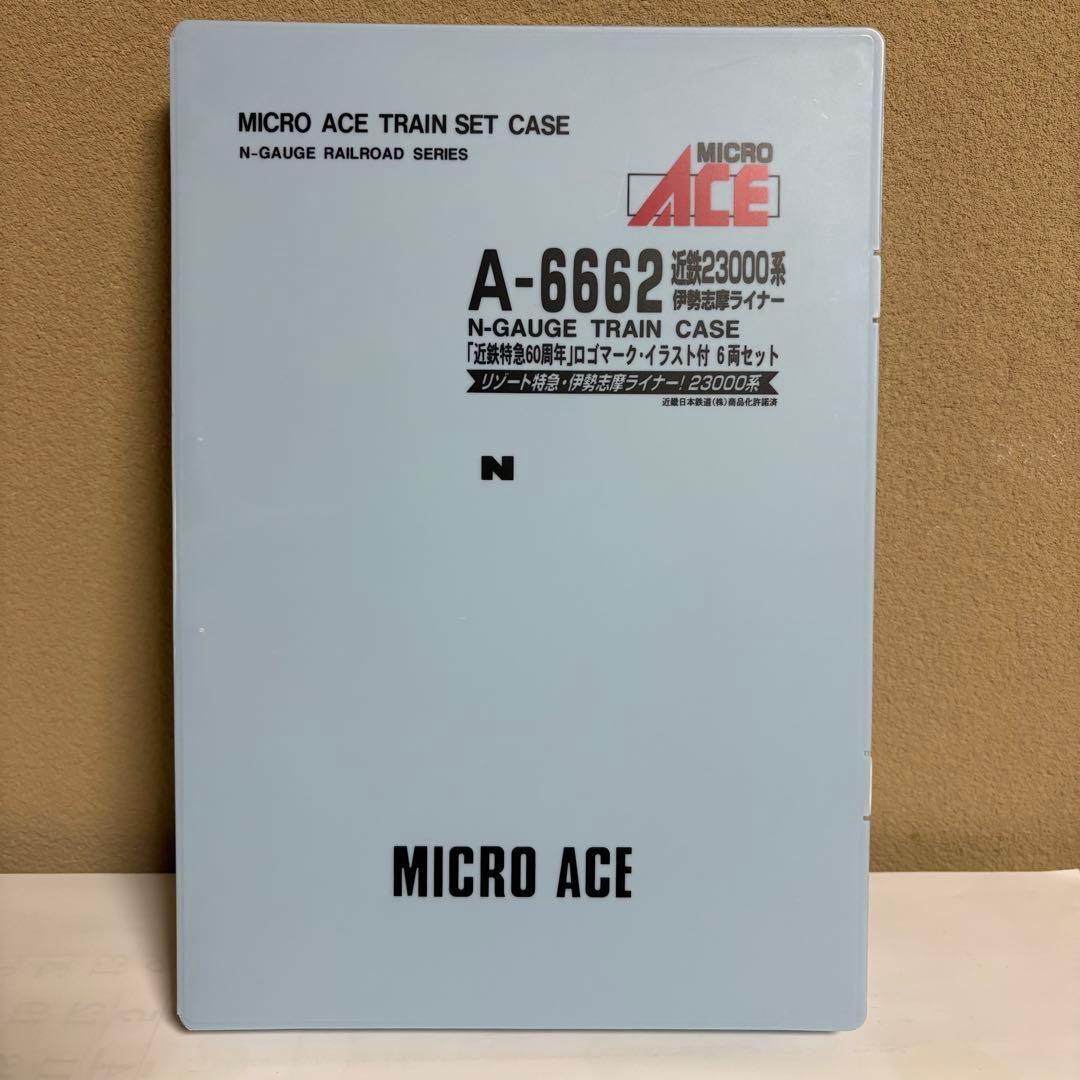 MICRO ACE TRAIN SET CASE
N-GAUGE RAILROAD SERIES
MICRO
ACE
A-6662 近鉄23000系
伊勢志摩ライナー
N-GAUGE TRAIN CASE
「近鉄特急60周年」ロゴマーク・イラスト付 6両セット
リゾート特急・伊勢志摩ライナー! 23000系
近畿日本鉄道(株)商品化許諾済
N
MICRO ACE